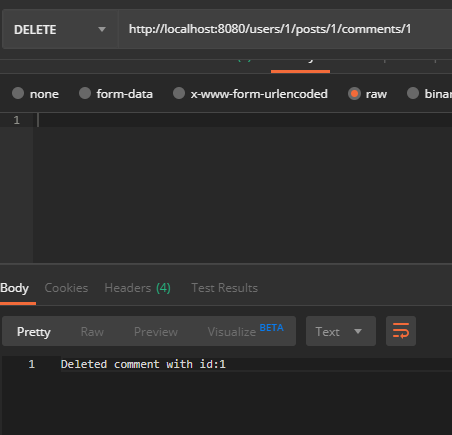 DELETE http://localhost:8080/users/1/posts/1/comments/1
none form-data x-www-form-urlencoded raw
1
Body Cookies Headers (4) Test Results
Pretty Raw Preview Visualize BETA Text
1 Deleted comment with id:1